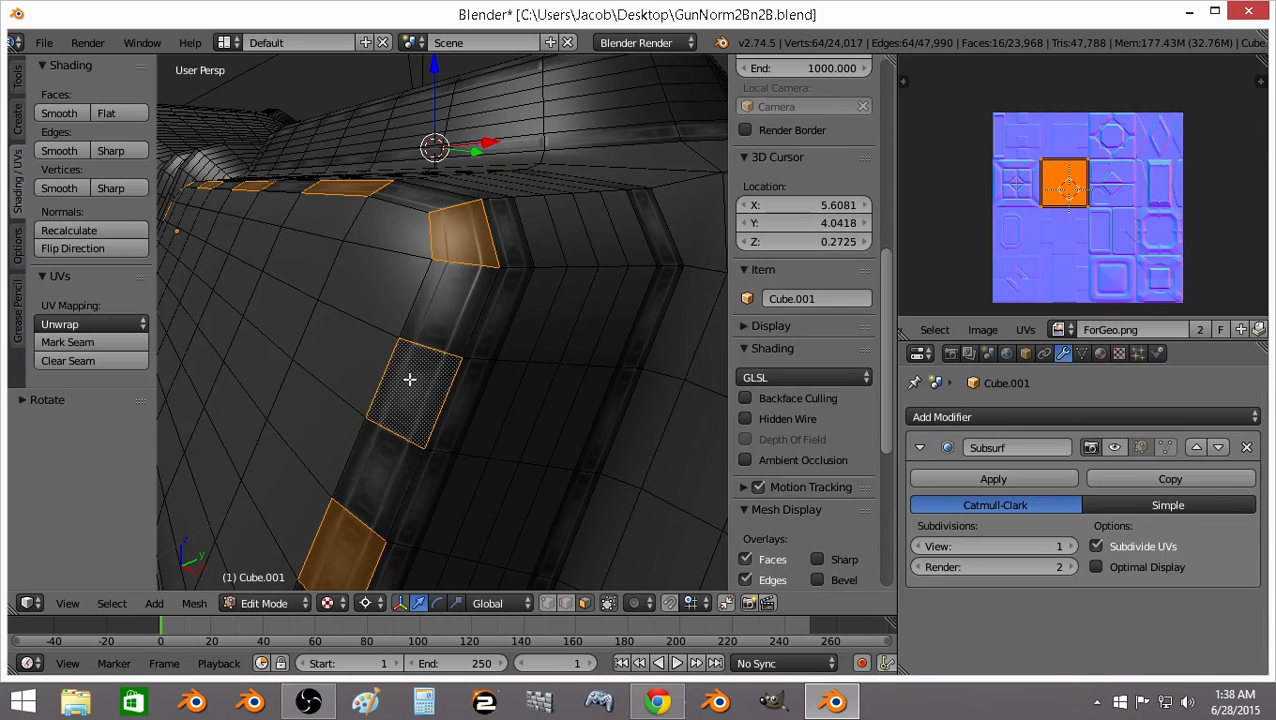 Blender* [C:\Users\Jacob\Desktop\GunNorm2Bn2B.blend]
File Render Window Help Default Scene Blender Render v2.74.5 | Verts:64/24,017 | Edges:64/47,990 | Faces:16/23,968 | Tris:47,788 | Mem:177.43M (32.76M) | Cube.
Tools
Create
Shading / UVs
Options
Grease Pencil
Shading
Faces:
Smooth Flat
Edges:
Smooth Sharp
Vertices:
Smooth Sharp
Normals:
Recalculate
Flip Direction
UVs
UV Mapping:
Unwrap
Mark Seam
Clear Seam
Rotate
User Persp
(1) Cube.001
z
y
End: 1000.000
Local Camera:
Camera
Render Border
3D Cursor
Location:
X: 5.6081
Y: 4.0418
Z: 0.2725
Item
Cube.001
Display
Shading
GLSL
Backface Culling
Hidden Wire
Depth Of Field
Ambient Occlusion
Motion Tracking
Mesh Display
Overlays:
Faces Sharp
Edges Bevel
Select Image UVs ForGeo.png 2 F
Cube.001
Add Modifier
Subsurf
Apply Copy
Catmull-Clark Simple
Subdivisions: Options:
View: 1 Subdivide UVs
Render: 2 Optimal Display
View Select Add Mesh Edit Mode Global
-40 -20 0 20 40 60 80 100 120 140 160 180 200 220 240 260
View Marker Frame Playback Start: 1 End: 250 1 No Sync
1:38 AM
6/28/2015